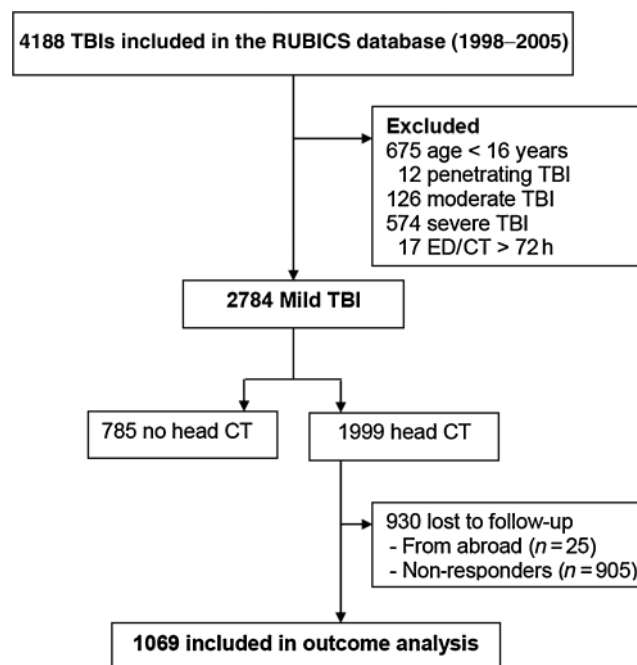 4188 TBIs included in the RUBICS database (1998–2005)
Excluded
675 age < 16 years
12 penetrating TBI
126 moderate TBI
574 severe TBI
17 ED/CT > 72 h
2784 Mild TBI
785 no head CT
1999 head CT
930 lost to follow-up
- From abroad (n = 25)
- Non-responders (n = 905)
1069 included in outcome analysis